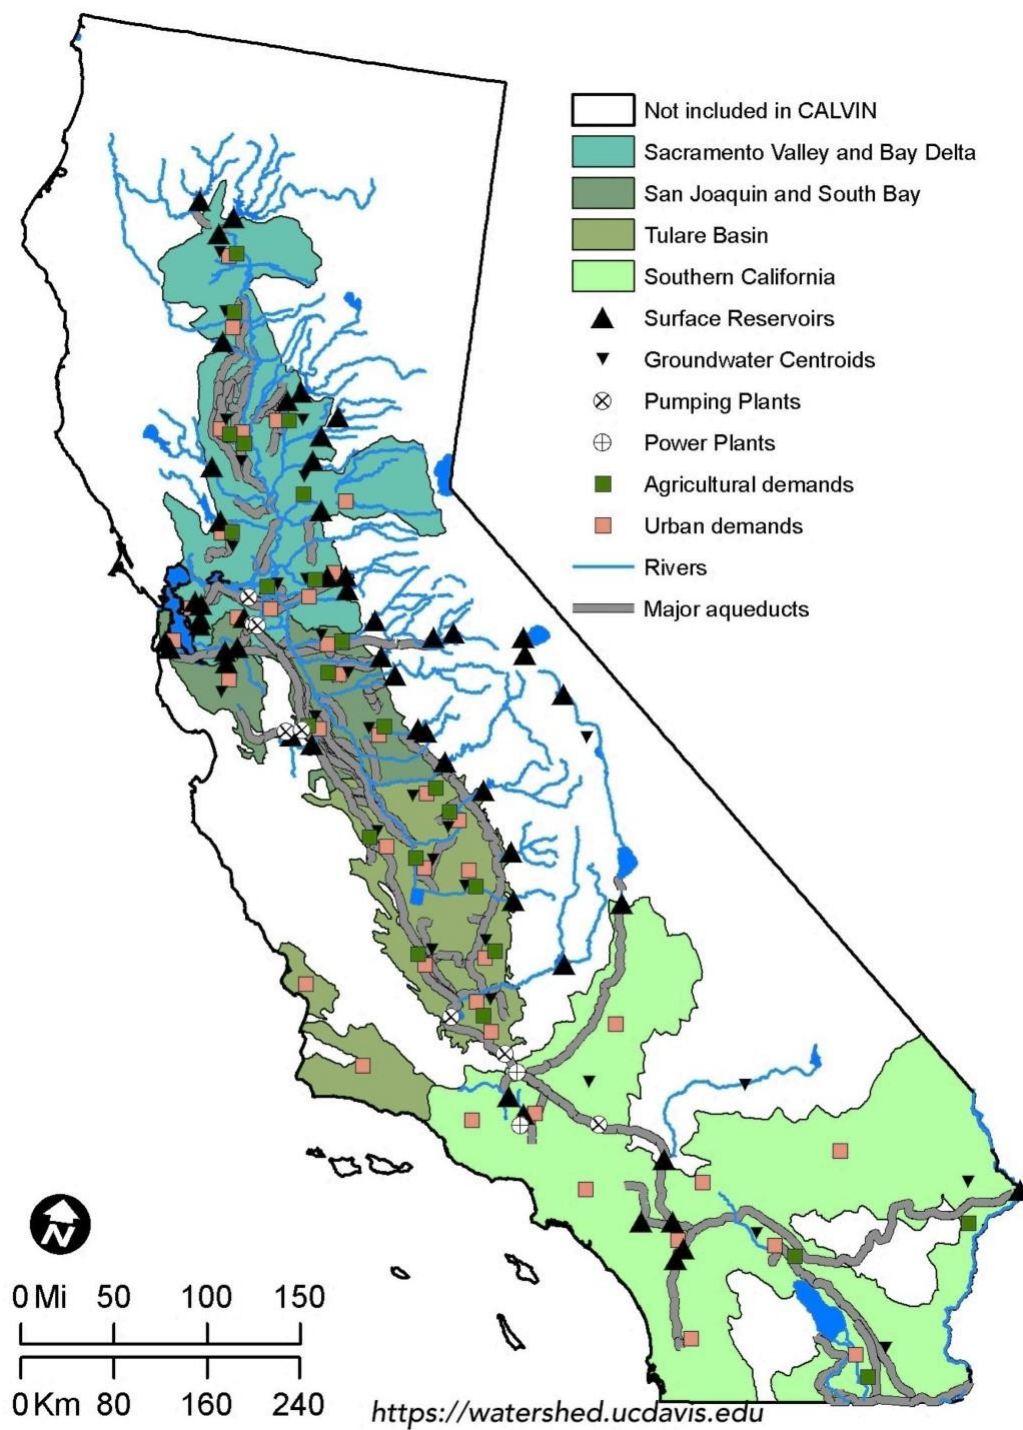 Not included in CALVIN
Sacramento Valley and Bay Delta
San Joaquin and South Bay
Tulare Basin
Southern California
Surface Reservoirs
Groundwater Centroids
Pumping Plants
Power Plants
Agricultural demands
Urban demands
Rivers
Major aqueducts
N
0 Mi 50 100 150
0 Km 80 160 240
https://watershed.ucdavis.edu